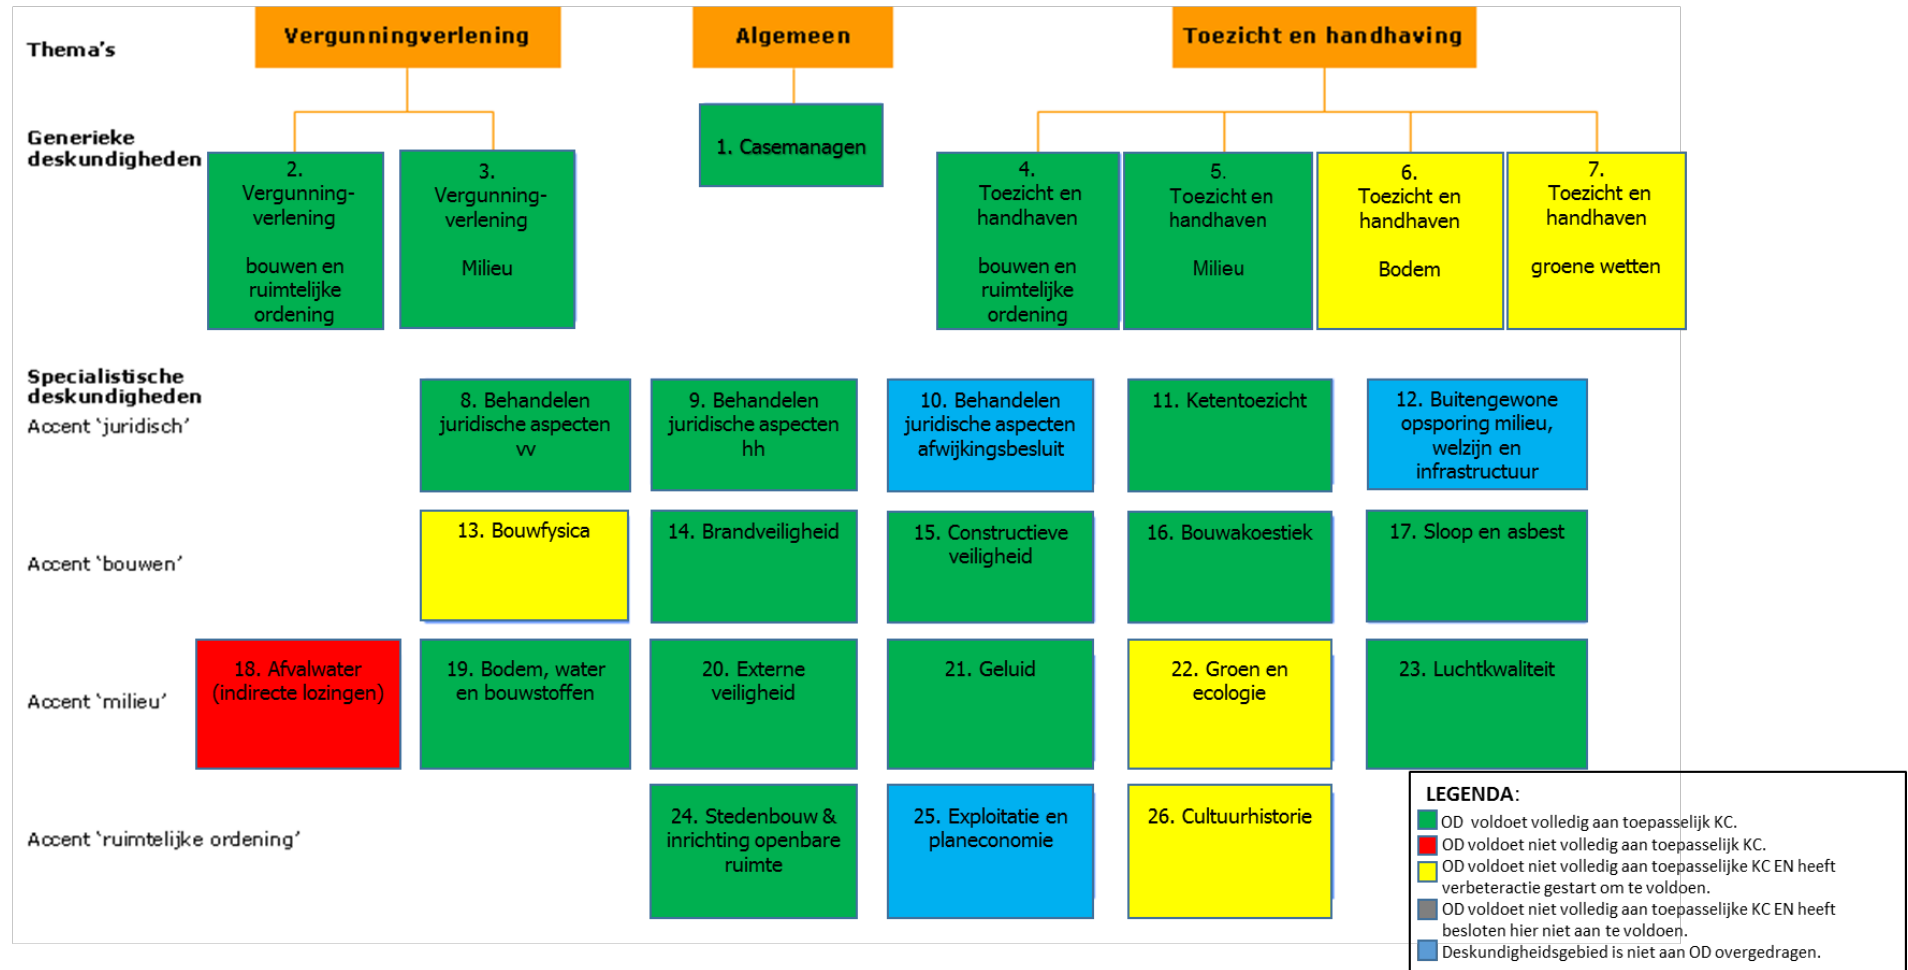 Thema's
Vergunningverlening
Algemeen
Toezicht en handhaving
Generieke
deskundigheden
1. Casemanagen
2.
Vergunning-
verlening
bouwen en
ruimtelijke
ordening
3.
Vergunning-
verlening
Milieu
4.
Toezicht en
handhaven
bouwen en
ruimtelijke
ordening
5.
Toezicht en
handhaven
Milieu
6.
Toezicht en
handhaven
Bodem
7.
Toezicht en
handhaven
groene wetten
Specialistische
deskundigheden
Accent ‘juridisch’
8. Behandelen
juridische aspecten
vv
9. Behandelen
juridische aspecten
hh
10. Behandelen
juridische aspecten
afwijkingsbesluit
11. Ketentoezicht
12. Buitengewone
opsporing milieu,
welzijn en
infrastructuur
Accent ‘bouwen’
13. Bouwfysica
14. Brandveiligheid
15. Constructieve
veiligheid
16. Bouwakoestiek
17. Sloop en asbest
Accent ‘milieu’
18. Afvalwater
(indirecte lozingen)
19. Bodem, water
en bouwstoffen
20. Externe
veiligheid
21. Geluid
22. Groen en
ecologie
23. Luchtkwaliteit
Accent ‘ruimtelijke ordening’
24. Stedenbouw &
inrichting openbare
ruimte
25. Exploitatie en
planeconomie
26. Cultuurhistorie
LEGENDA:
OD voldoet volledig aan toepasselijk KC.
OD voldoet niet volledig aan toepasselijk KC.
OD voldoet niet volledig aan toepasselijke KC EN heeft
verbeteractie gestart om te voldoen.
OD voldoet niet volledig aan toepasselijke KC EN heeft
besloten hier niet aan te voldoen.
Deskundigheidsgebied is niet aan OD overgedragen.